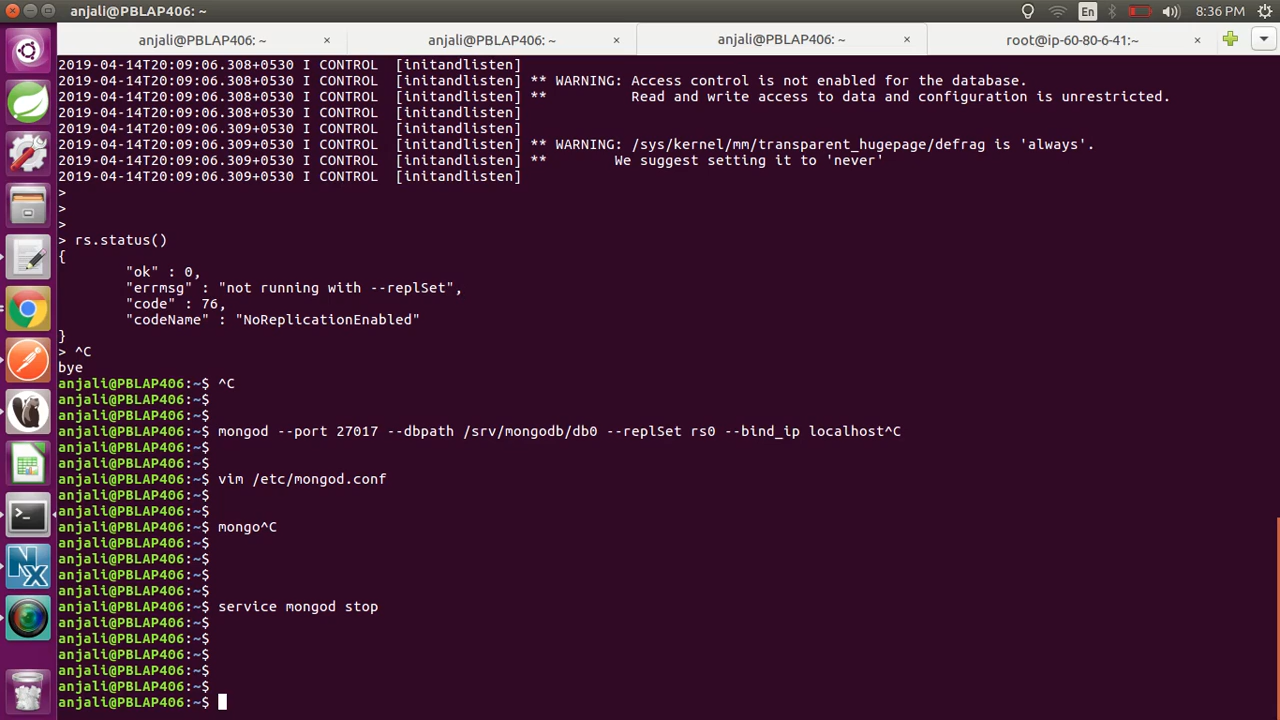 anjali@PBLAP406: ~
En
8:36 PM
anjali@PBLAP406: ~ ×
anjali@PBLAP406: ~ ×
anjali@PBLAP406: ~ ×
root@ip-60-80-6-41:~ ×
2019-04-14T20:09:06.308+0530 I CONTROL  [initandlisten]
2019-04-14T20:09:06.308+0530 I CONTROL  [initandlisten] ** WARNING: Access control is not enabled for the database.
2019-04-14T20:09:06.308+0530 I CONTROL  [initandlisten] **          Read and write access to data and configuration is unrestricted.
2019-04-14T20:09:06.308+0530 I CONTROL  [initandlisten]
2019-04-14T20:09:06.309+0530 I CONTROL  [initandlisten]
2019-04-14T20:09:06.309+0530 I CONTROL  [initandlisten] ** WARNING: /sys/kernel/mm/transparent_hugepage/defrag is 'always'.
2019-04-14T20:09:06.309+0530 I CONTROL  [initandlisten] **        We suggest setting it to 'never'
2019-04-14T20:09:06.309+0530 I CONTROL  [initandlisten]
>
>
>
> rs.status()
{
        "ok" : 0,
        "errmsg" : "not running with --replSet",
        "code" : 76,
        "codeName" : "NoReplicationEnabled"
}
> ^C
bye
anjali@PBLAP406:~$ ^C
anjali@PBLAP406:~$
anjali@PBLAP406:~$
anjali@PBLAP406:~$ mongod --port 27017 --dbpath /srv/mongodb/db0 --replSet rs0 --bind_ip localhost^C
anjali@PBLAP406:~$
anjali@PBLAP406:~$
anjali@PBLAP406:~$ vim /etc/mongod.conf
anjali@PBLAP406:~$
anjali@PBLAP406:~$
anjali@PBLAP406:~$ mongo^C
anjali@PBLAP406:~$
anjali@PBLAP406:~$
anjali@PBLAP406:~$
anjali@PBLAP406:~$
anjali@PBLAP406:~$ service mongod stop
anjali@PBLAP406:~$
anjali@PBLAP406:~$
anjali@PBLAP406:~$
anjali@PBLAP406:~$
anjali@PBLAP406:~$
anjali@PBLAP406:~$